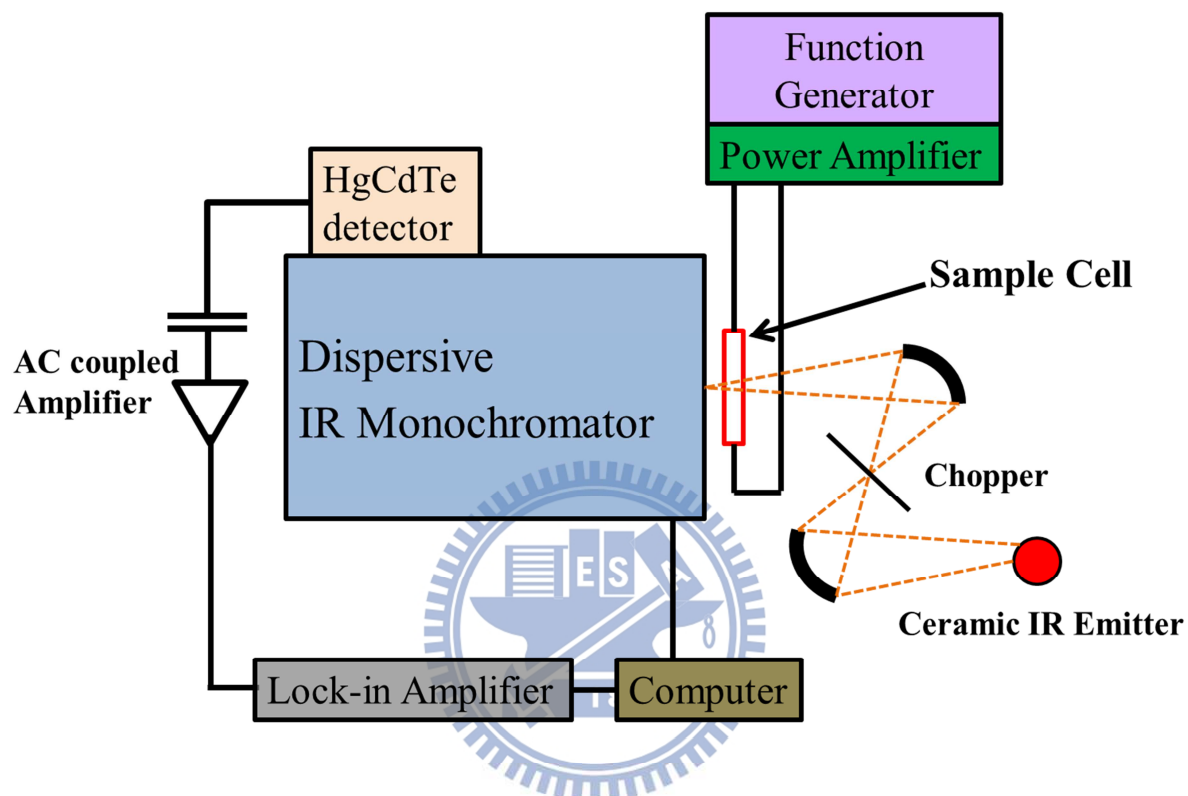 Function
Generator
Power Amplifier
HgCdTe
detector
Sample Cell
Dispersive
IR Monochromator
AC coupled
Amplifier
Chopper
E S
Ceramic IR Emitter
Lock-in Amplifier
Computer